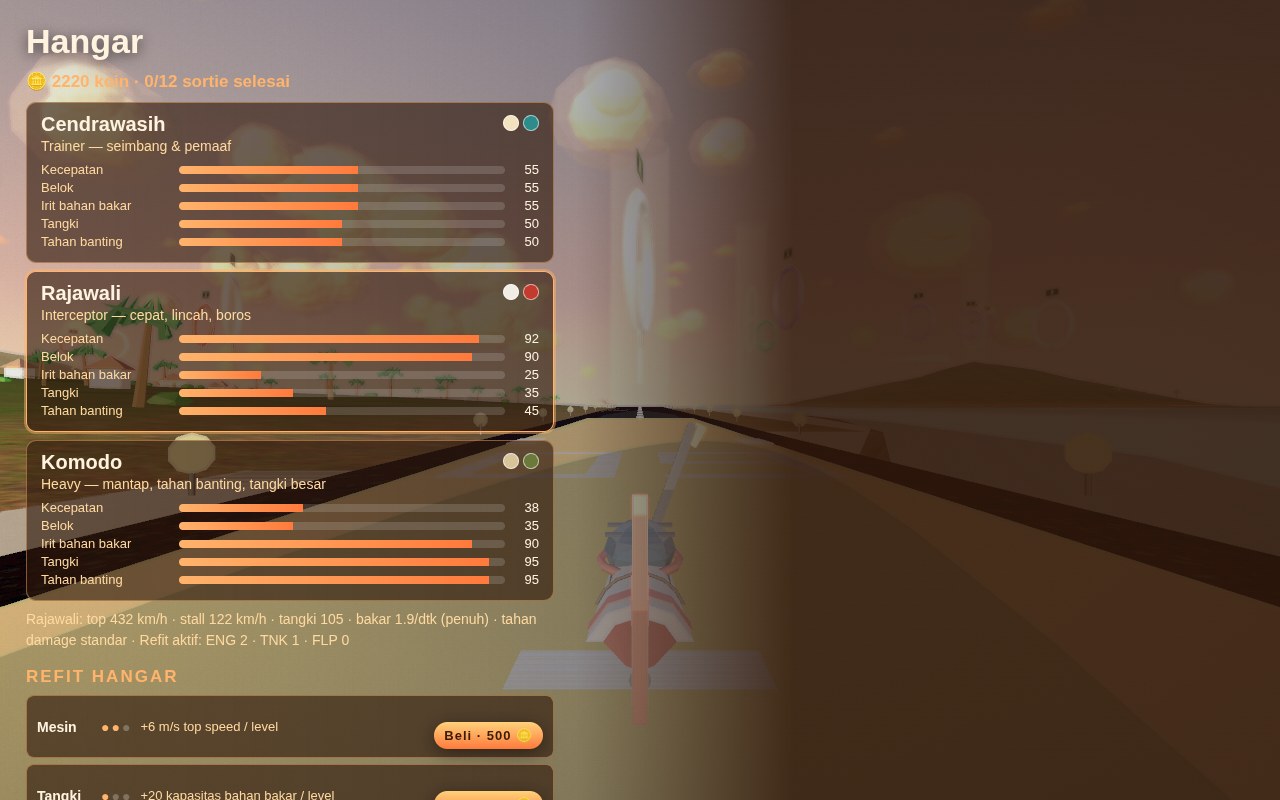 Hangar
2220 koin · 0/12 sortie selesai
Cendrawasih
Trainer — seimbang & pemaaf
Kecepatan 55
Belok 55
Irit bahan bakar 55
Tangki 50
Tahan banting 50
Rajawali
Interceptor — cepat, lincah, boros
Kecepatan 92
Belok 90
Irit bahan bakar 25
Tangki 35
Tahan banting 45
Komodo
Heavy — mantap, tahan banting, tangki besar
Kecepatan 38
Belok 35
Irit bahan bakar 90
Tangki 95
Tahan banting 95
Rajawali: top 432 km/h · stall 122 km/h · tangki 105 · bakar 1.9/dtk (penuh) · tahan
damage standar · Refit aktif: ENG 2 · TNK 1 · FLP 0
REFIT HANGAR
Mesin +6 m/s top speed / level Beli · 500
Tangki +20 kapasitas bahan bakar / level